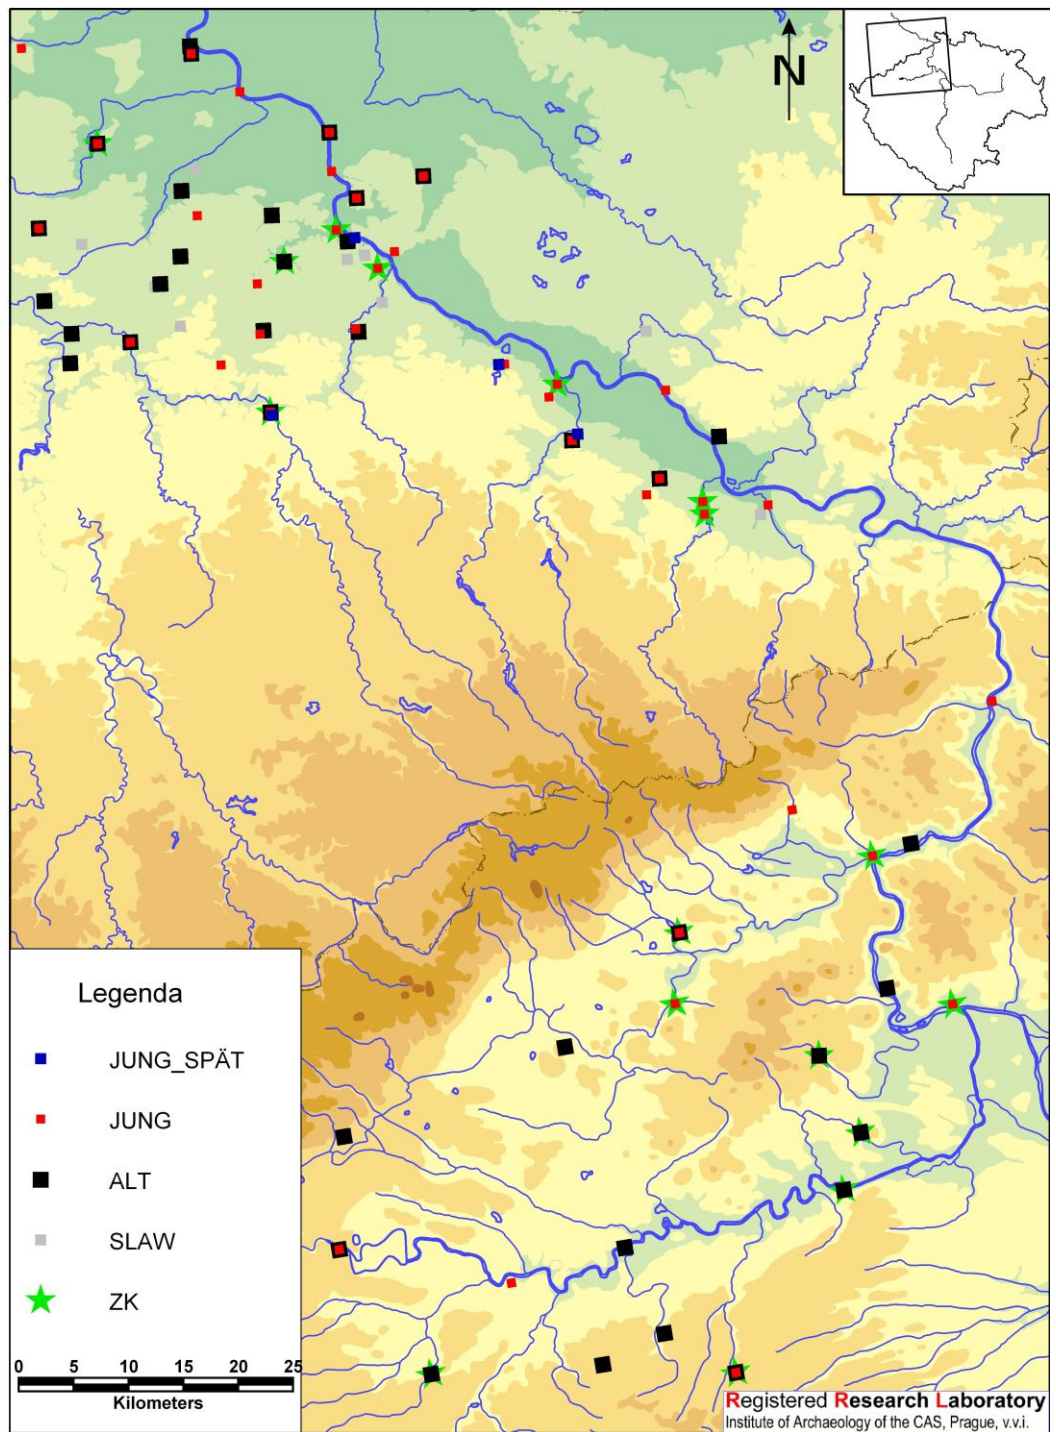 N
Legenda
JUNG_SPÄT
JUNG
ALT
SLAW
ZK
0 5 10 15 20 25
Kilometers
Registered Research Laboratory
Institute of Archaeology of the CAS, Prague, v.v.i.